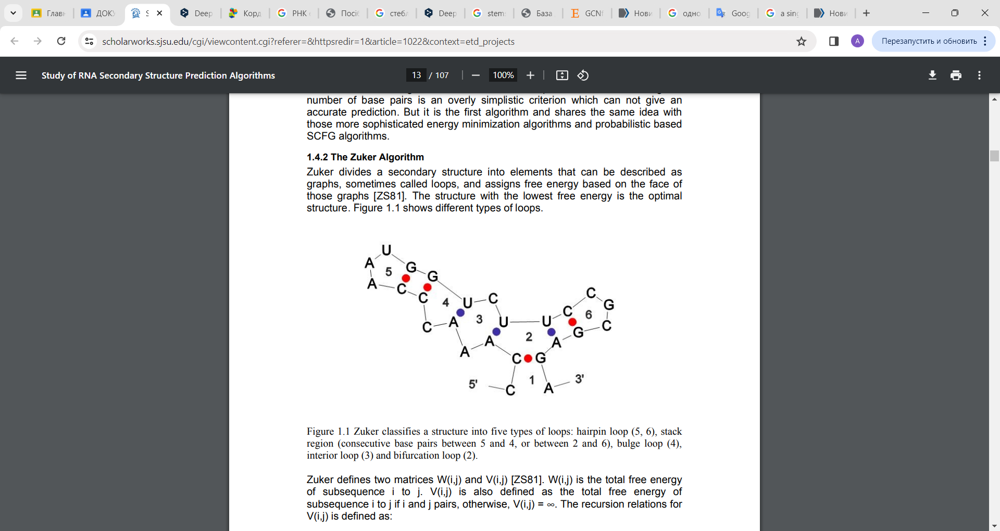 Главн
ДОКУ
S
Deep
Корд
РНК е
Посіб
стебл
Deep
stem
База
GCNf
Нови
одно
Goog
a sing
Нови
scholarworks.sjsu.edu/cgi/viewcontent.cgi?referer=&httpsredir=1&article=1022&context=etd_projects
A
Перезапустить и обновить
Study of RNA Secondary Structure Prediction Algorithms
13 / 107
100%
number of base pairs is an overly simplistic criterion which can not give an
accurate prediction. But it is the first algorithm and shares the same idea with
those more sophisticated energy minimization algorithms and probabilistic based
SCFG algorithms.
1.4.2 The Zuker Algorithm
Zuker divides a secondary structure into elements that can be described as
graphs, sometimes called loops, and assigns free energy based on the face of
those graphs [ZS81]. The structure with the lowest free energy is the optimal
structure. Figure 1.1 shows different types of loops.
U
A
5
G
G
A
C
C
4
U
C
C
A
3
U
U
C
C
G
6
C
G
A
2
A
A
C
G
5'
C
1
A
3'
Figure 1.1 Zuker classifies a structure into five types of loops: hairpin loop (5, 6), stack
region (consecutive base pairs between 5 and 4, or between 2 and 6), bulge loop (4),
interior loop (3) and bifurcation loop (2).
Zuker defines two matrices W(i,j) and V(i,j) [ZS81]. W(i,j) is the total free energy
of subsequence i to j. V(i,j) is also defined as the total free energy of
subsequence i to j if i and j pairs, otherwise, V(i,j) = ∞. The recursion relations for
V(i,j) is defined as: